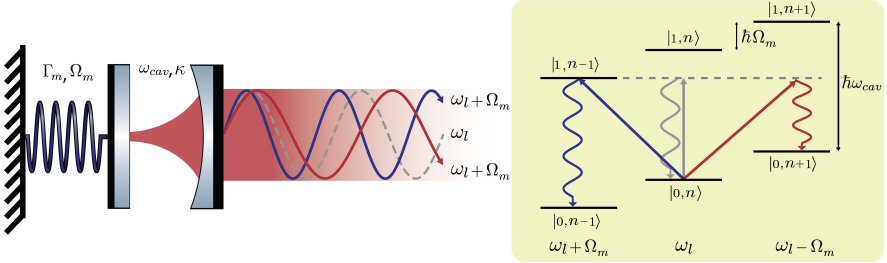 Γm, Ωm
ωcav, κ
ωl+Ωm
ωl
ωl+Ωm
|1,n+1⟩
|1,n⟩
ℏΩm
|1,n−1⟩
ℏωcav
|0,n+1⟩
|0,n⟩
|0,n−1⟩
ωl+Ωm
ωl
ωl−Ωm